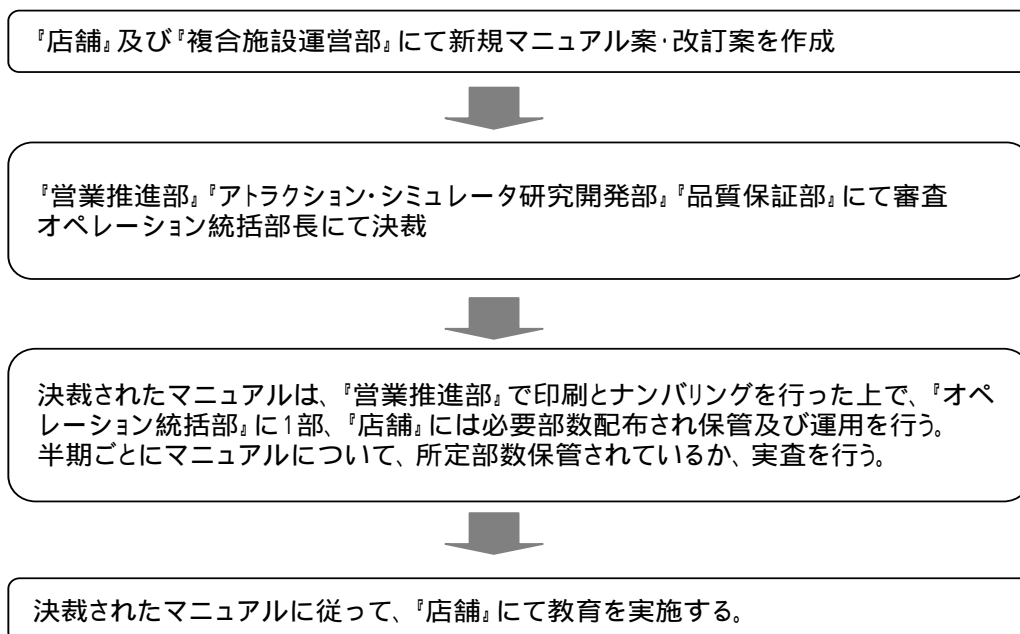 『店舗』及び『複合施設運営部』にて新規マニュアル案・改訂案を作成
『営業推進部』『アトラクション・シミュレータ研究開発部』『品質保証部』にて審査
オペレーション統括部長にて決裁
決裁されたマニュアルは、『営業推進部』で印刷とナンバリングを行った上で、『オペ
レーション統括部』に1部、『店舗』には必要部数配布され保管及び運用を行う。
半期ごとにマニュアルについて、所定部数保管されているか、実査を行う。
決裁されたマニュアルに従って、『店舗』にて教育を実施する。